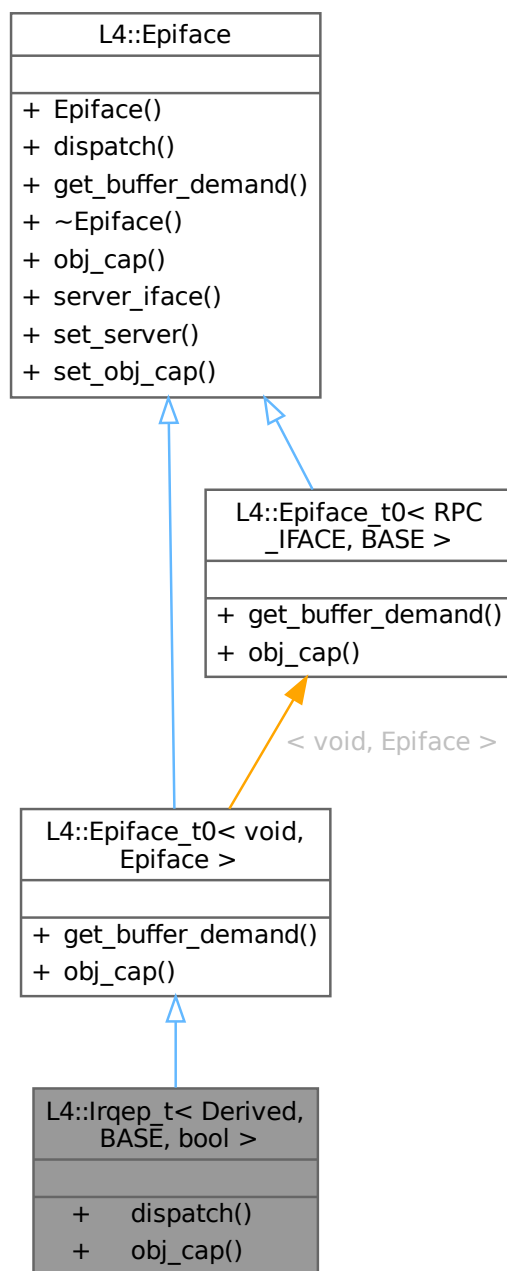 L4::Epiface
+ Epiface()
+ dispatch()
+ get_buffer_demand()
+ ~Epiface()
+ obj_cap()
+ server_iface()
+ set_server()
+ set_obj_cap()
L4::Epiface_t0< RPC
_IFACE, BASE >
+ get_buffer_demand()
+ obj_cap()
< void, Epiface >
L4::Epiface_t0< void,
Epiface >
+ get_buffer_demand()
+ obj_cap()
L4::Irqep_t< Derived,
BASE, bool >
+ dispatch()
+ obj_cap()